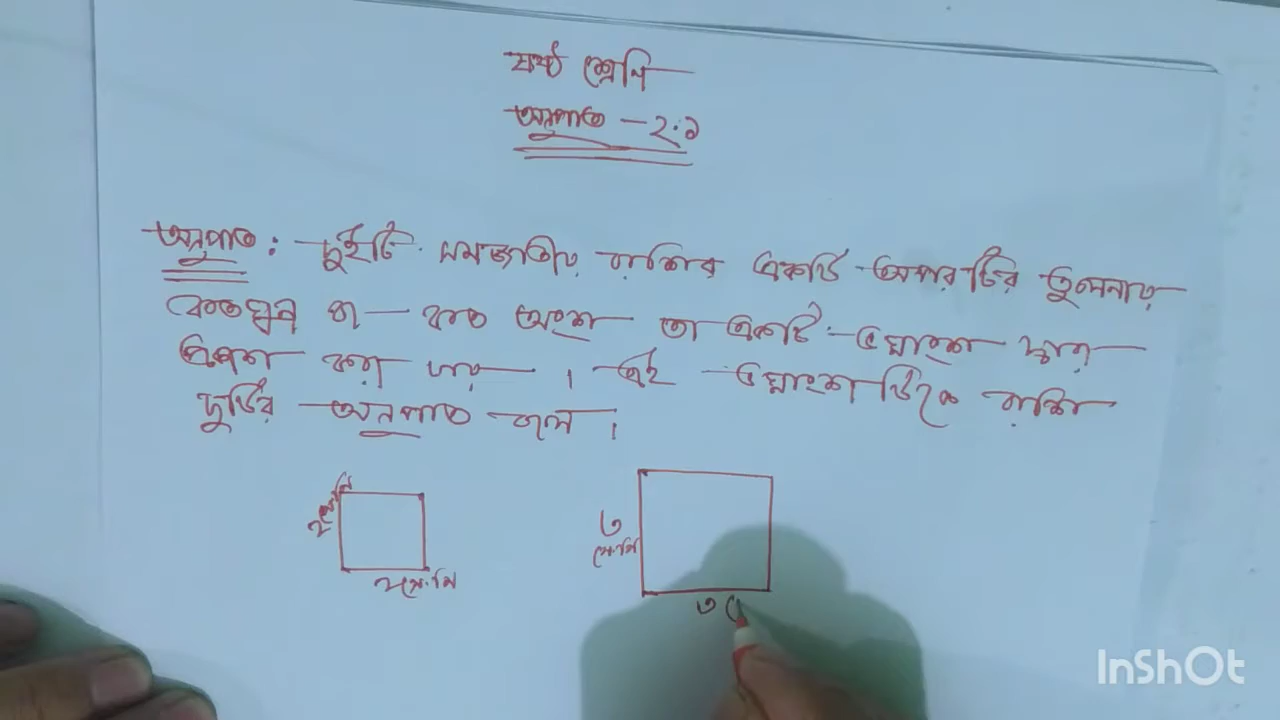 ষষ্ঠ শ্রেণি
অনুপাত - ২.১
অনুপাত : দুইটি সমজাতীয় রাশির একটি অপরটির তুলনায়
কতগুন বা কত অংশ তা একটি ভগ্নাংশ দ্বারা
প্রকাশ করা যায় । এই ভগ্নাংশটিকে রাশি
দুটির অনুপাত বলে ।
২সে.মি
২সে.মি
৩
সে.মি
৩
InShOt